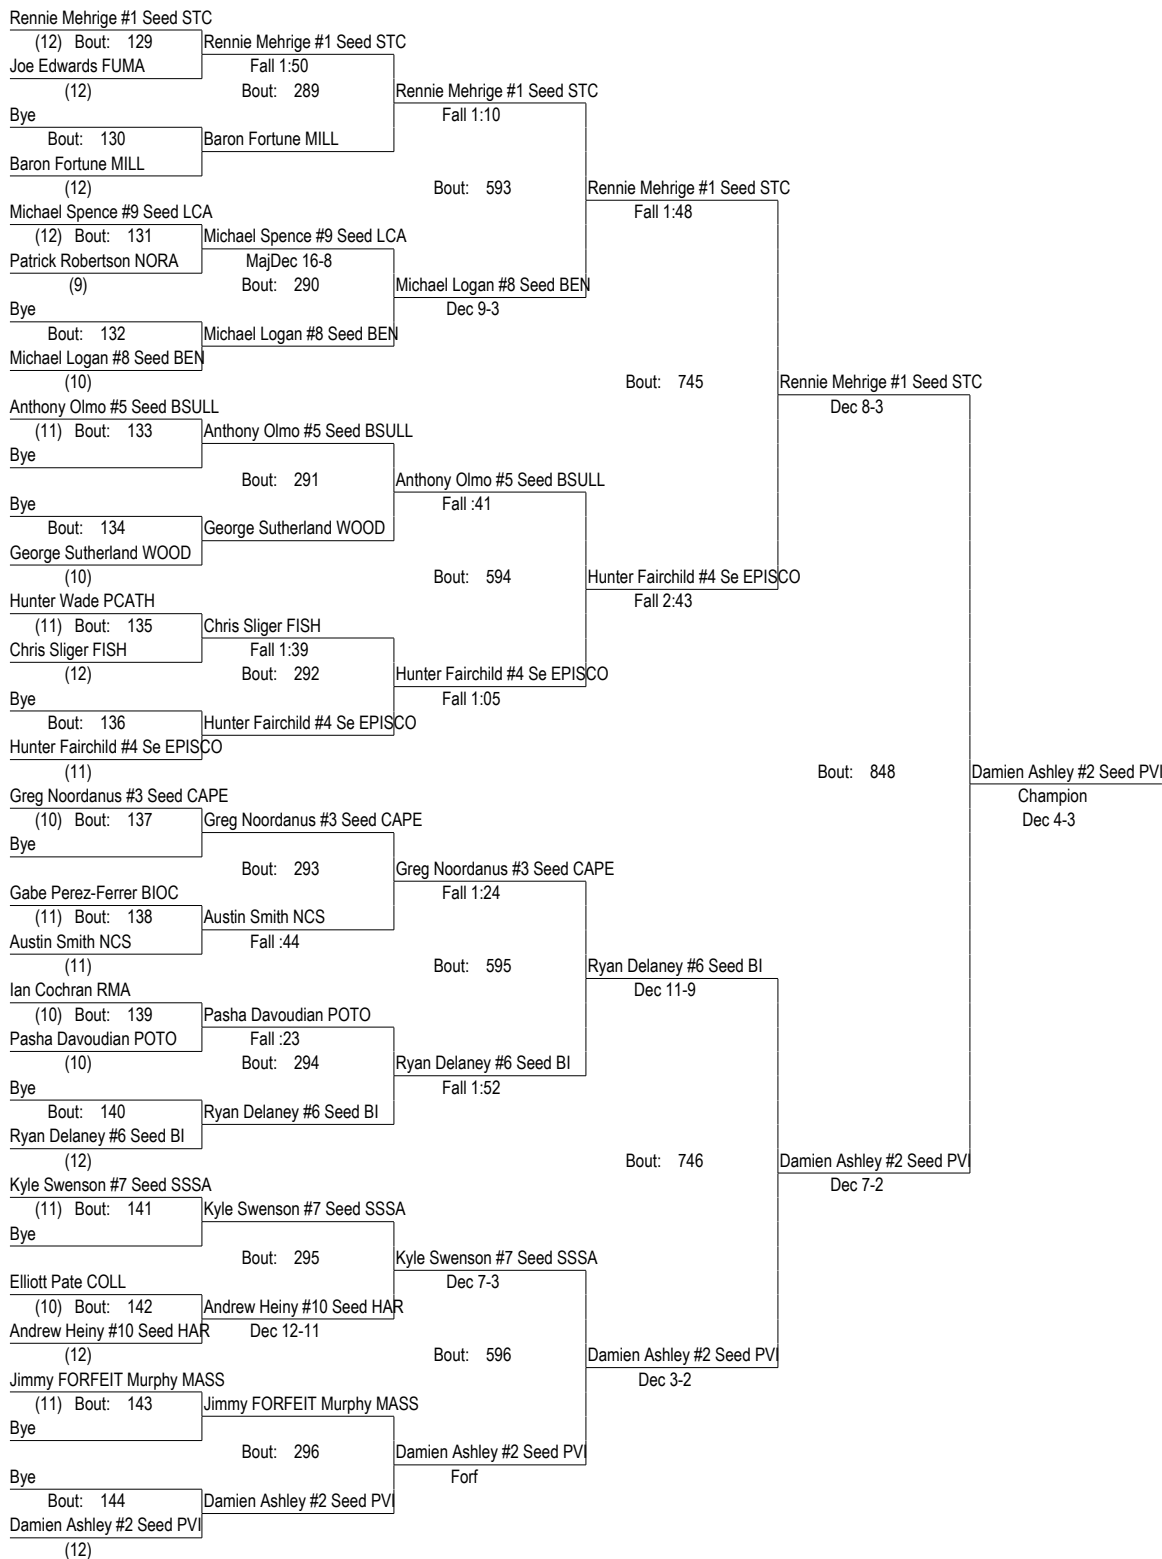 Rennie Mehrige #1 Seed STC
(12) Bout: 129 Rennie Mehrige #1 Seed STC
Joe Edwards FUMA Fall 1:50
(12) Bout: 289 Rennie Mehrige #1 Seed STC
Bye Fall 1:10
Bout: 130 Baron Fortune MILL
Baron Fortune MILL
(12) Bout: 593 Rennie Mehrige #1 Seed STC
Michael Spence #9 Seed LCA Fall 1:48
(12) Bout: 131 Michael Spence #9 Seed LCA
Patrick Robertson NORA MajDec 16-8
(9) Bout: 290 Michael Logan #8 Seed BEN
Bye Dec 9-3
Bout: 132 Michael Logan #8 Seed BEN
Michael Logan #8 Seed BEN
(10) Bout: 745 Rennie Mehrige #1 Seed STC
Anthony Olmo #5 Seed BSULL Dec 8-3
(11) Bout: 133 Anthony Olmo #5 Seed BSULL
Bye
Bout: 291 Anthony Olmo #5 Seed BSULL
Bye Fall :41
Bout: 134 George Sutherland WOOD
George Sutherland WOOD
(10) Bout: 594 Hunter Fairchild #4 Se EPISCO
Hunter Wade PCATH Fall 2:43
(11) Bout: 135 Chris Sliger FISH
Chris Sliger FISH Fall 1:39
(12) Bout: 292 Hunter Fairchild #4 Se EPISCO
Bye Fall 1:05
Bout: 136 Hunter Fairchild #4 Se EPISCO
Hunter Fairchild #4 Se EPISCO
(11) Bout: 848 Damien Ashley #2 Seed PVI
Greg Noordanus #3 Seed CAPE Champion
(10) Bout: 137 Greg Noordanus #3 Seed CAPE Dec 4-3
Bye
Bout: 293 Greg Noordanus #3 Seed CAPE
Gabe Perez-Ferrer BIOC Fall 1:24
(11) Bout: 138 Austin Smith NCS
Austin Smith NCS Fall :44
(11) Bout: 595 Ryan Delaney #6 Seed BI
Ian Cochran RMA Dec 11-9
(10) Bout: 139 Pasha Davoudian POTO
Pasha Davoudian POTO Fall :23
(10) Bout: 294 Ryan Delaney #6 Seed BI
Bye Fall 1:52
Bout: 140 Ryan Delaney #6 Seed BI
Ryan Delaney #6 Seed BI
(12) Bout: 746 Damien Ashley #2 Seed PVI
Kyle Swenson #7 Seed SSSA Dec 7-2
(11) Bout: 141 Kyle Swenson #7 Seed SSSA
Bye
Bout: 295 Kyle Swenson #7 Seed SSSA
Elliott Pate COLL Dec 7-3
(10) Bout: 142 Andrew Heiny #10 Seed HAR
Andrew Heiny #10 Seed HAR Dec 12-11
(12) Bout: 596 Damien Ashley #2 Seed PVI
Jimmy FORFEIT Murphy MASS Dec 3-2
(11) Bout: 143 Jimmy FORFEIT Murphy MASS
Bye
Bout: 296 Damien Ashley #2 Seed PVI
Bye Forf
Bout: 144 Damien Ashley #2 Seed PVI
Damien Ashley #2 Seed PVI
(12)